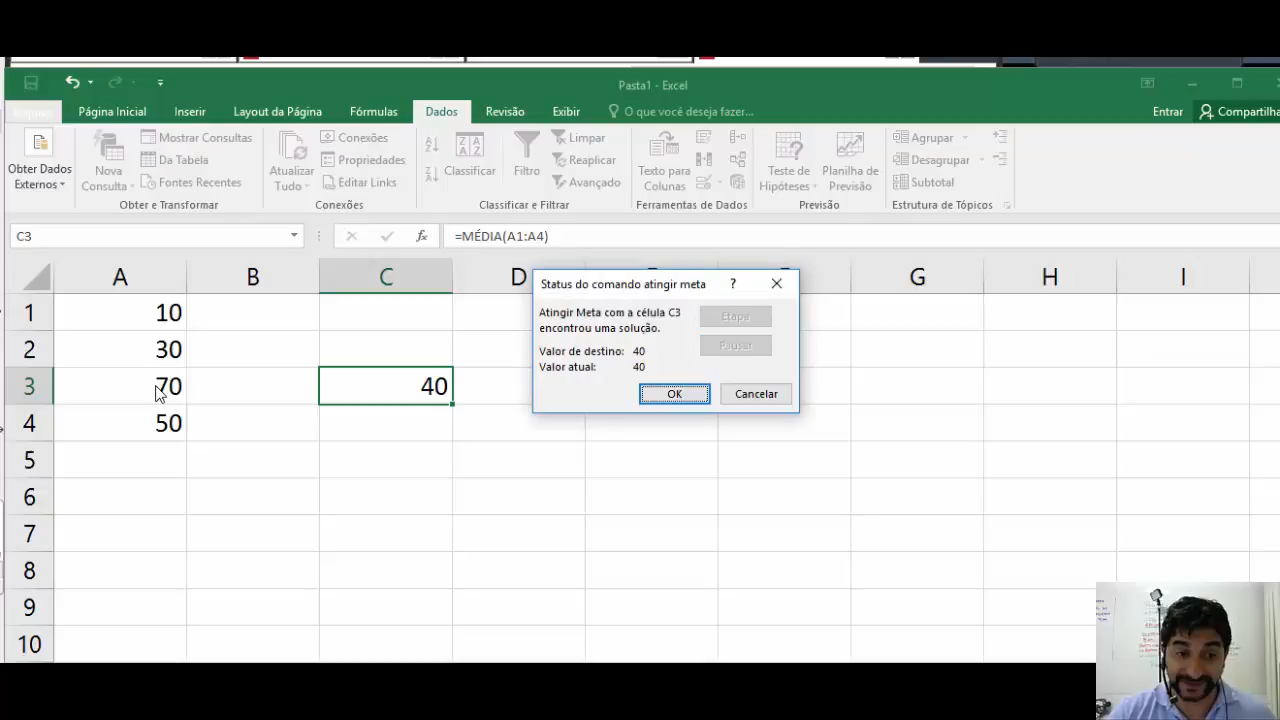 Pasta1 - Excel
Página Inicial Inserir Layout da Página Fórmulas Dados Revisão Exibir O que você deseja fazer... Entrar Compartilha
Obter Dados Externos
Nova Consulta
Mostrar Consultas
Da Tabela
Fontes Recentes
Obter e Transformar
Atualizar Tudo
Conexões
Propriedades
Editar Links
Conexões
Classificar
Filtro
Limpar
Reaplicar
Avançado
Classificar e Filtrar
Texto para Colunas
Ferramentas de Dados
Teste de Hipóteses
Planilha de Previsão
Previsão
Agrupar
Desagrupar
Subtotal
Estrutura de Tópicos
C3 fx =MÉDIA(A1:A4)
A B C D G H I
1 10
2 30
3 70 40
4 50
5
6
7
8
9
10
Status do comando atingir meta ?
Atingir Meta com a célula C3
encontrou uma solução.
Valor de destino: 40
Valor atual: 40
Etapa
Pausar
OK Cancelar